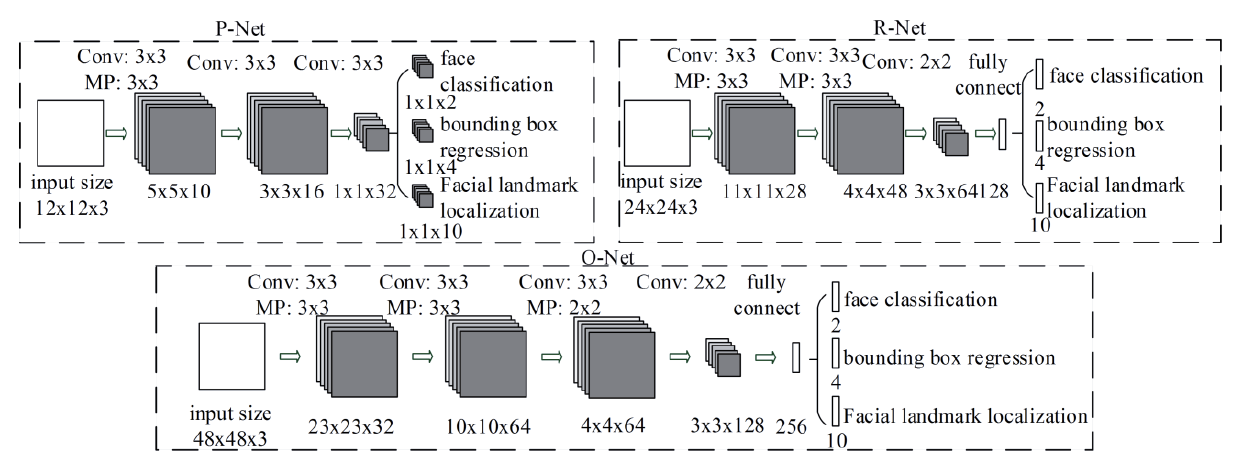 P-Net
Conv: 3x3
MP: 3x3
Conv: 3x3
Conv: 3x3
face
classification
1x1x2
bounding box
regression
1x1x4
Facial landmark
localization
1x1x10
input size
12x12x3
5x5x10
3x3x16
1x1x32
R-Net
Conv: 3x3
MP: 3x3
Conv: 3x3
MP: 3x3
Conv: 2x2
fully
connect
face classification
2
bounding box
regression
4
Facial landmark
localization
10
input size
24x24x3
11x11x28
4x4x48
3x3x64
128
O-Net
Conv: 3x3
MP: 3x3
Conv: 3x3
MP: 3x3
Conv: 3x3
MP: 2x2
Conv: 2x2
fully
connect
face classification
2
bounding box regression
4
Facial landmark localization
10
input size
48x48x3
23x23x32
10x10x64
4x4x64
3x3x128
256